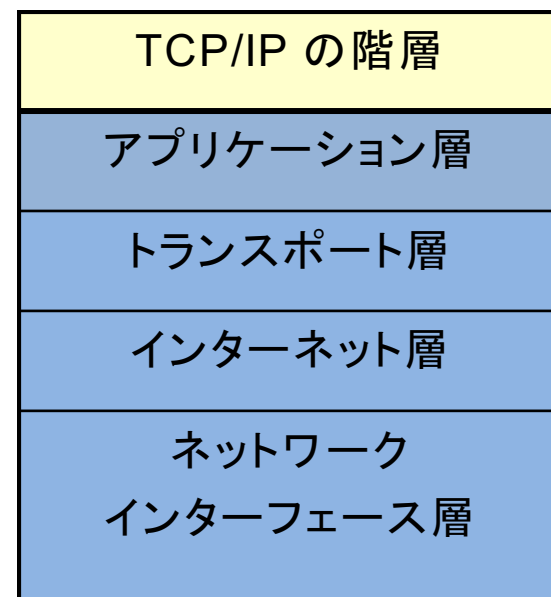 TCP/IP の階層
アプリケーション層
トランスポート層
インターネット層
ネットワーク
インターフェース層